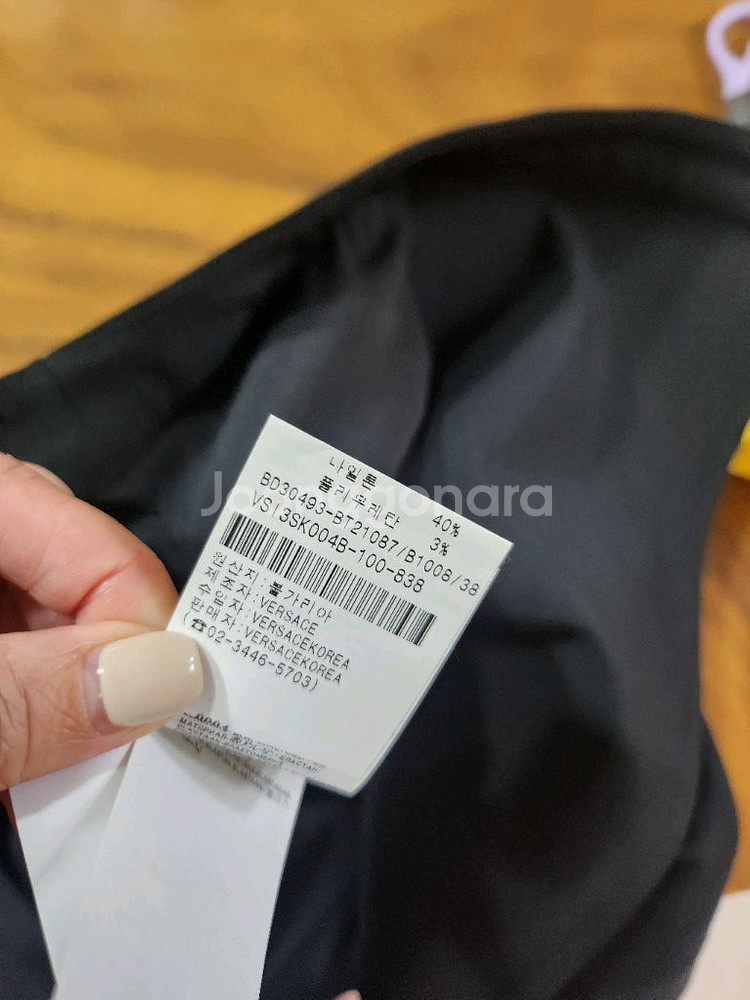 나일론 40%
폴리우레탄 3%
BD30493-BT21087/B1008/38
VS13SK004B-100-838
원산지:불가리아
제조자:VERSACE
수입자:VERSACEKOREA
판매자:VERSACEKOREA
(☎02-3446-5703)
Joonggonara